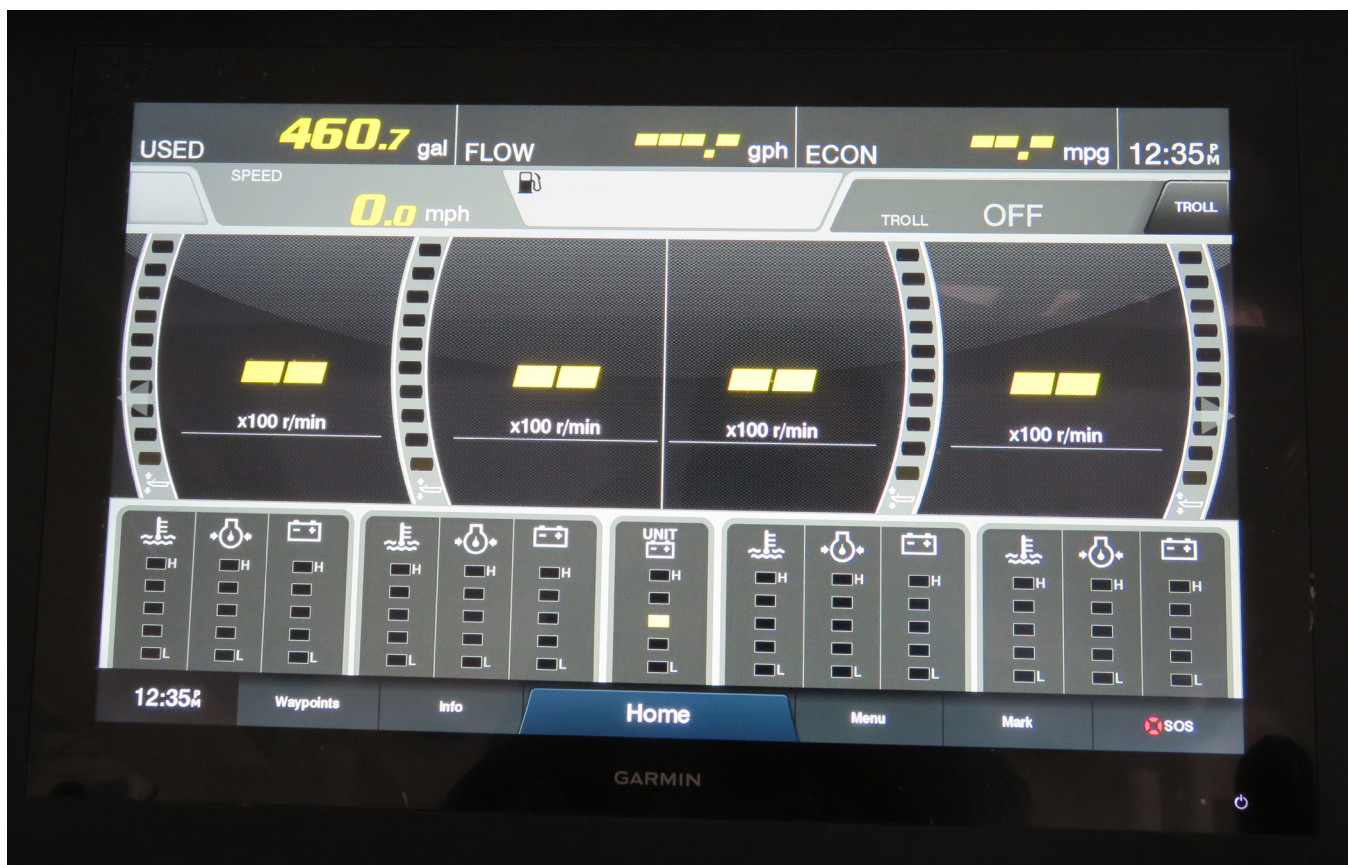 USED 460.7 gal FLOW ---.- gph ECON --.- mpg 12:35 PM
SPEED 0.0 mph TROLL OFF TROLL
-- -- -- --
x100 r/min x100 r/min x100 r/min x100 r/min
UNIT
H H H H H H H H H H H H H
L L L L L L L L L L L L L
12:35 PM Waypoints Info Home Menu Mark SOS
GARMIN